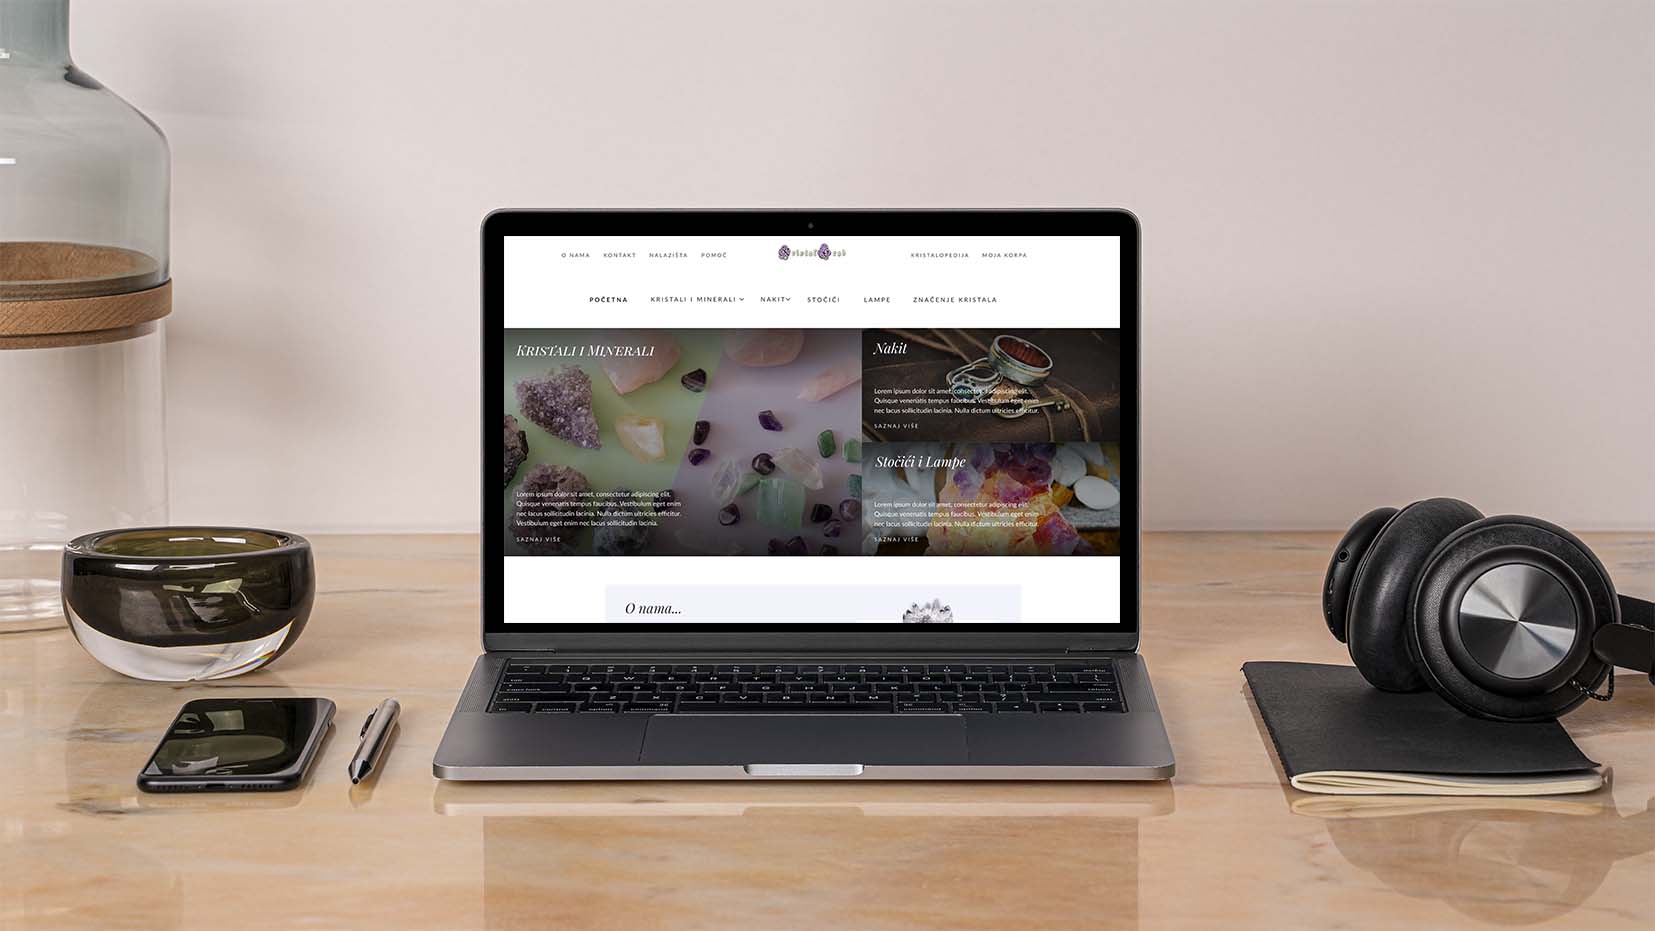 O NAMA KONTAKT NALAZIŠTA POMOĆ
KRISTALOPEDIJA MOJA KORPA
POČETNA KRISTALI I MINERALI NAKIT STOČIĆI LAMPE ZNAČENJE KRISTALA
Kristali i Minerali
Lorem ipsum dolor sit amet, consectetur adipiscing elit.
Quisque venenatis tempus faucibus. Vestibulum eget enim
nec lacus sollicitudin lacinia. Nulla dictum ultricies efficitur.
Vestibulum eget enim nec lacus sollicitudin lacinia.
SAZNAJ VIŠE
Nakit
Lorem ipsum dolor sit amet, consectetur adipiscing elit.
Quisque venenatis tempus faucibus. Vestibulum eget enim
nec lacus sollicitudin lacinia. Nulla dictum ultricies efficitur.
SAZNAJ VIŠE
Stočići i Lampe
Lorem ipsum dolor sit amet, consectetur adipiscing elit.
Quisque venenatis tempus faucibus. Vestibulum eget enim
nec lacus sollicitudin lacinia. Nulla dictum ultricies efficitur.
SAZNAJ VIŠE
O nama...